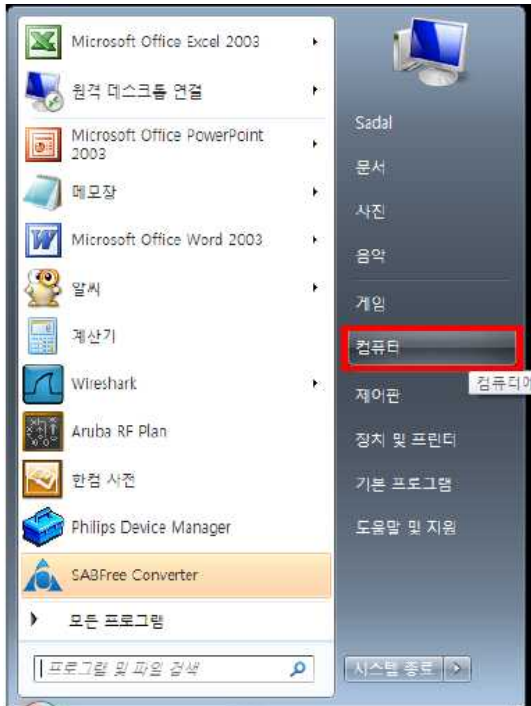 Microsoft Office Excel 2003
원격 데스크톱 연결
Microsoft Office PowerPoint
2003
메모장
Microsoft Office Word 2003
알씨
계산기
Wireshark
Aruba RF Plan
한컴 사전
Philips Device Manager
SABFree Converter
모든 프로그램
프로그램 및 파일 검색
Sadal
문서
사진
음악
게임
컴퓨터
컴퓨터에
제어판
장치 및 프린터
기본 프로그램
도움말 및 지원
시스템 종료